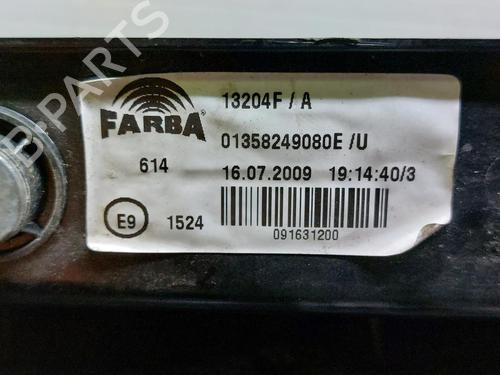 B-PARTS
FARBA®
13204F / A
01358249080E /U
614
16.07.2009 19:14:40/3
E9
1524
091631200